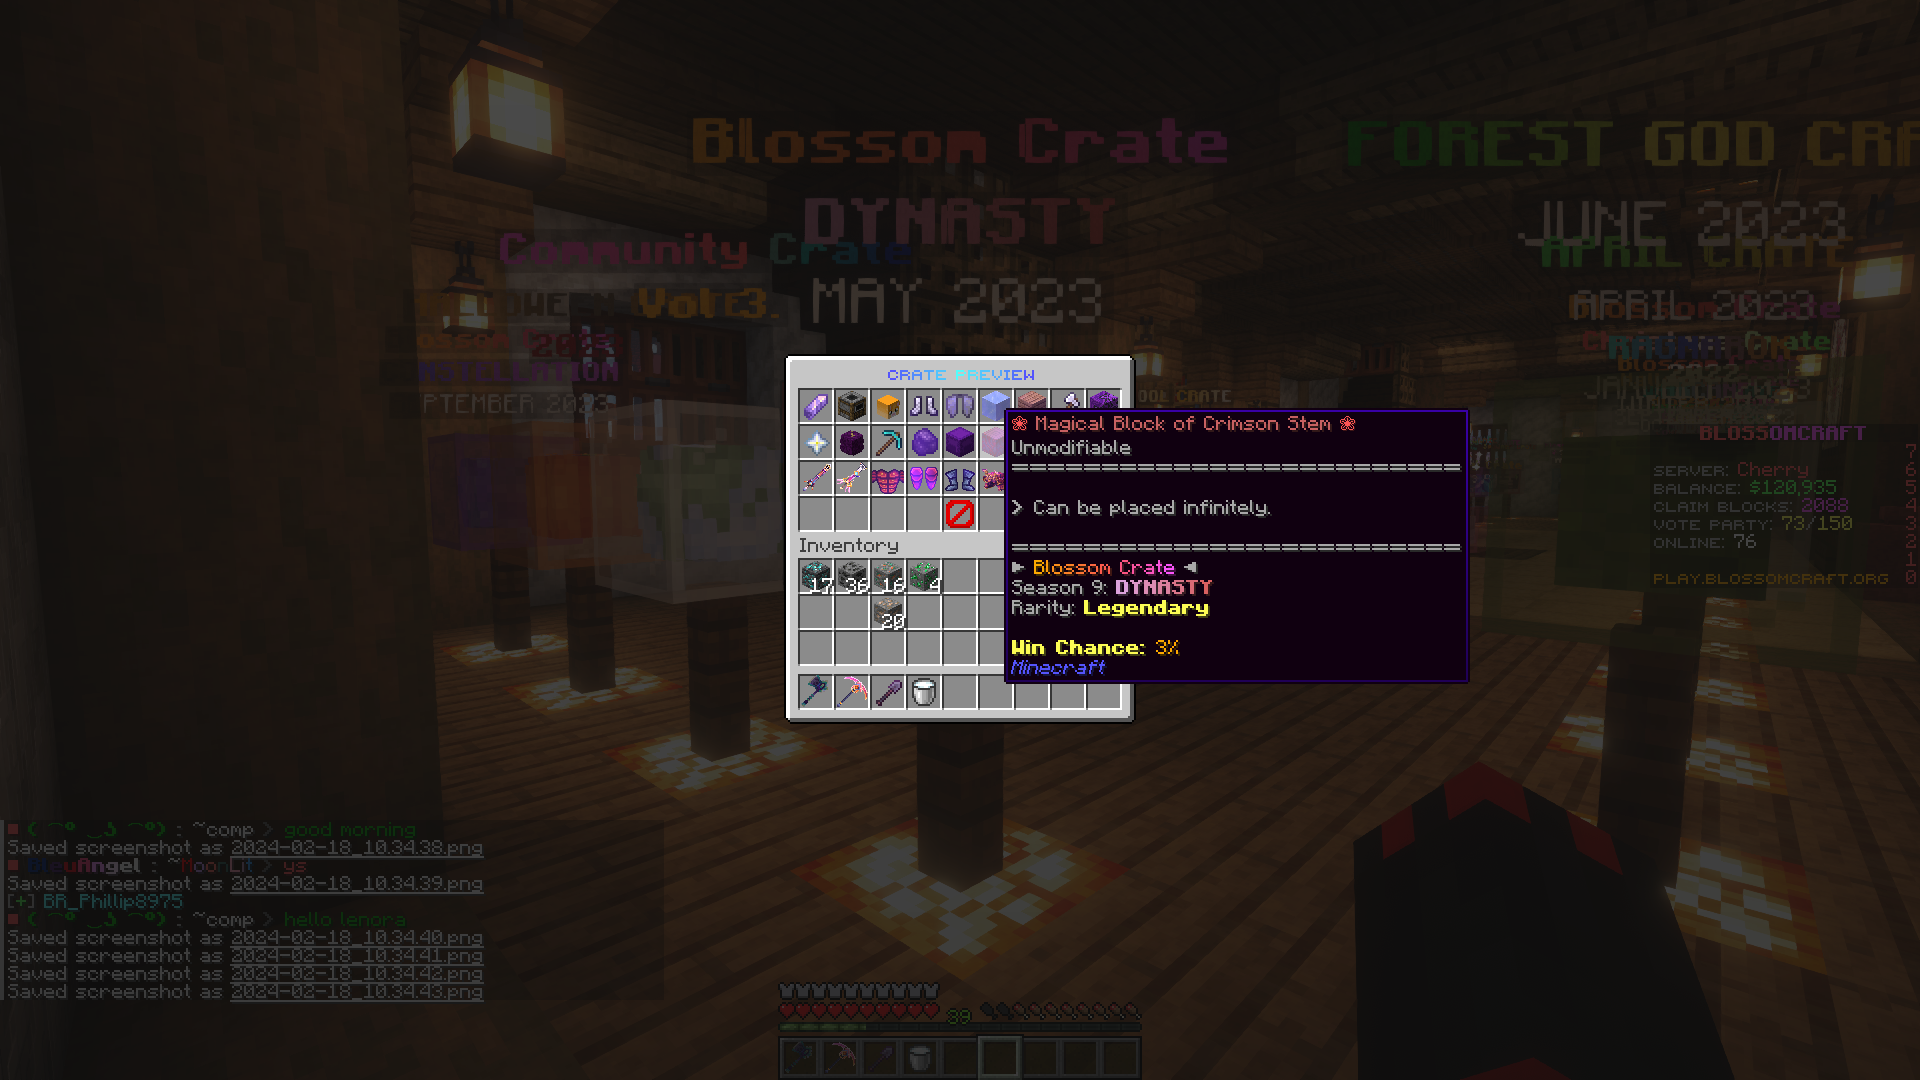 Blossom Crate
FOREST GOD
DYNASTY
JUNE 2023
Community Crate
APRIL CRATE
MAY 2023
Vol 3.
APRIL 2023
PTEMBER 2023
CRATE PREVIEW
❀ Magical Block of Crimson Stem ❀
Unmodifiable
> Can be placed infinitely.
► Blossom Crate ◄
Season 9: DYNASTY
Rarity: Legendary
Win Chance: 3%
Minecraft
Inventory
17 36 16 4
20
BLOSSOMCRAFT
7
SERVER: Cherry 6
BALANCE: $120,935 5
CLAIM BLOCKS: 2088 4
VOTE PARTY: 73/150 3
ONLINE: 76 2
1
PLAY.BLOSSOMCRAFT.ORG 0
: ~comp > good morning
Saved screenshot as 2024-02-18_10.34.38.png
BleuAngel : ~MoonLit > ys
Saved screenshot as 2024-02-18_10.34.39.png
[+] BR_Phillip8975
: ~comp > hello lenora
Saved screenshot as 2024-02-18_10.34.40.png
Saved screenshot as 2024-02-18_10.34.41.png
Saved screenshot as 2024-02-18_10.34.42.png
Saved screenshot as 2024-02-18_10.34.43.png
39